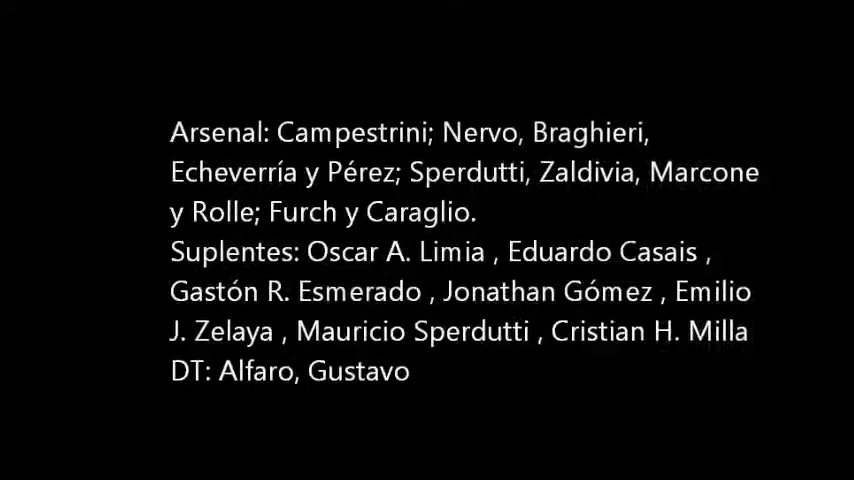 Arsenal: Campestrini; Nervo, Braghieri,
Echeverría y Pérez; Sperdutti, Zaldivia, Marcone
y Rolle; Furch y Caraglio.
Suplentes: Oscar A. Limia , Eduardo Casais ,
Gastón R. Esmerado , Jonathan Gómez , Emilio
J. Zelaya , Mauricio Sperdutti , Cristian H. Milla
DT: Alfaro, Gustavo